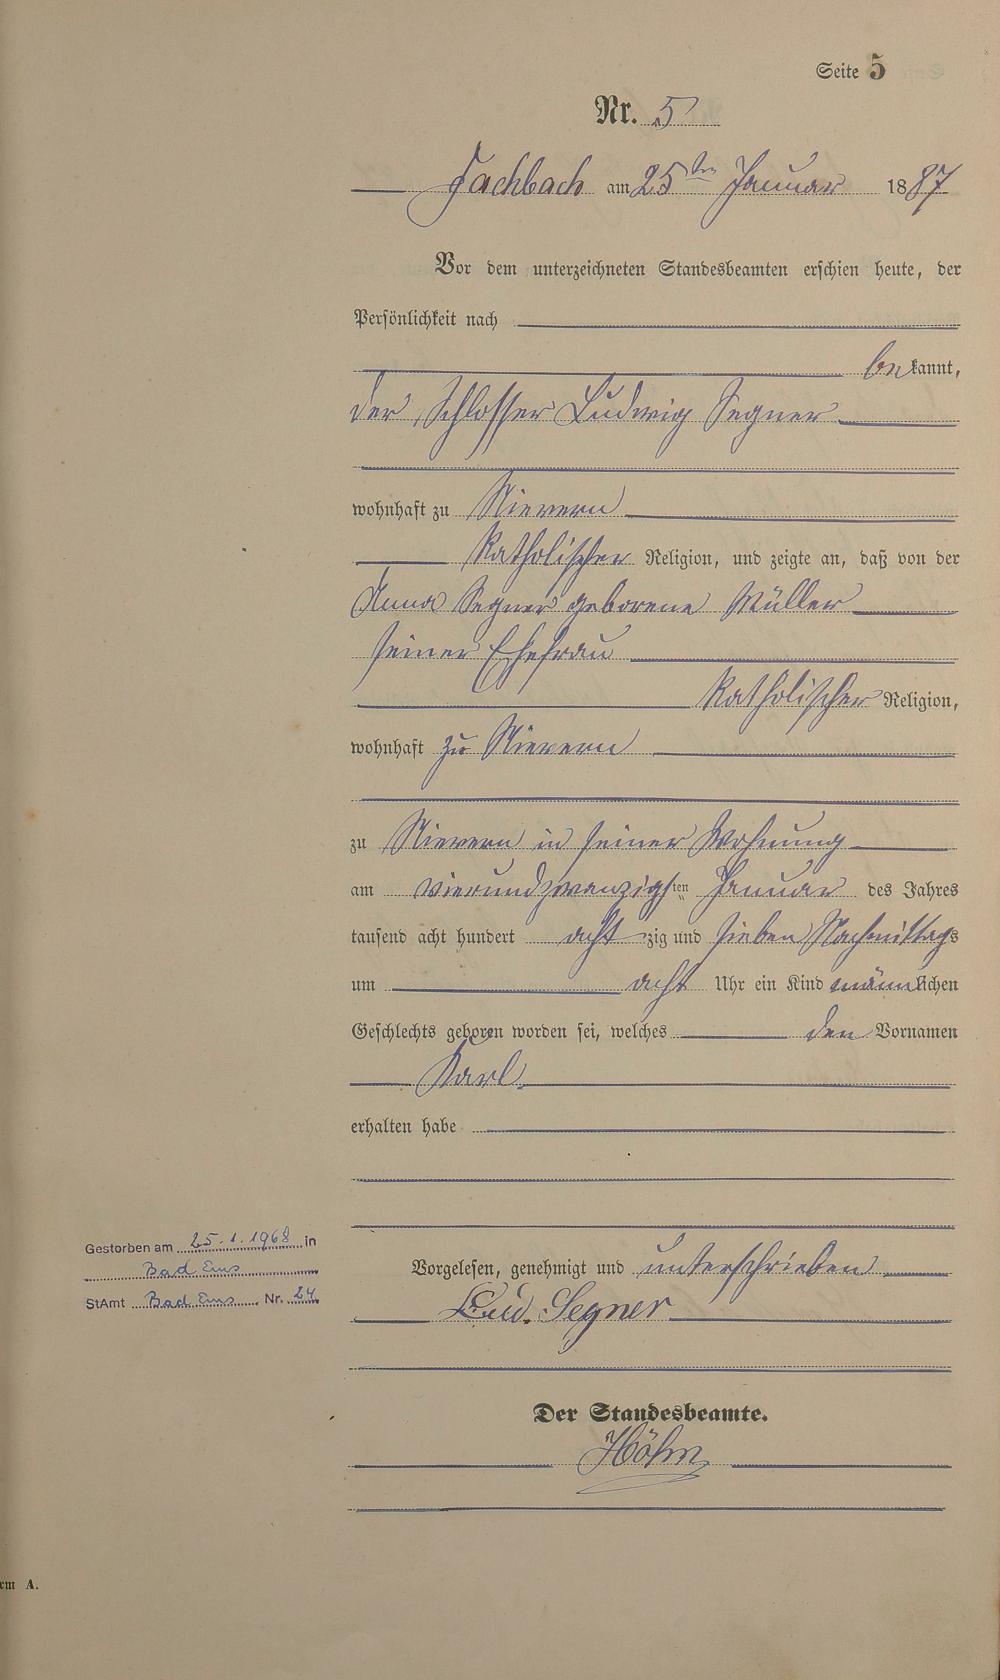 Seite 5
Nr. 5
Fachbach am 25ten Januar 1887
Vor dem unterzeichneten Standesbeamten erschien heute, der
Persönlichkeit nach
bekannt,
der Schlosser Ludwig Segner
wohnhaft zu Nievern
katholischer Religion, und zeigte an, daß von der
Anna Segner geborene Müller
seiner Ehefrau
katholischer Religion,
wohnhaft zu Nievern
zu Nievern in seiner Wohnung
am vierundzwanzigsten Januar des Jahres
tausend acht hundert achtzig und sieben Nachmittags
um acht Uhr ein Kind männlichen
Geschlechts geboren worden sei, welches den Vornamen
Karl
erhalten habe
Gestorben am 25.1.1968 in
Bad Ems
StAmt Bad Ems Nr. 24
Vorgelesen, genehmigt und unterschrieben
Lud. Segner
Der Standesbeamte.
Höhn
rm A.